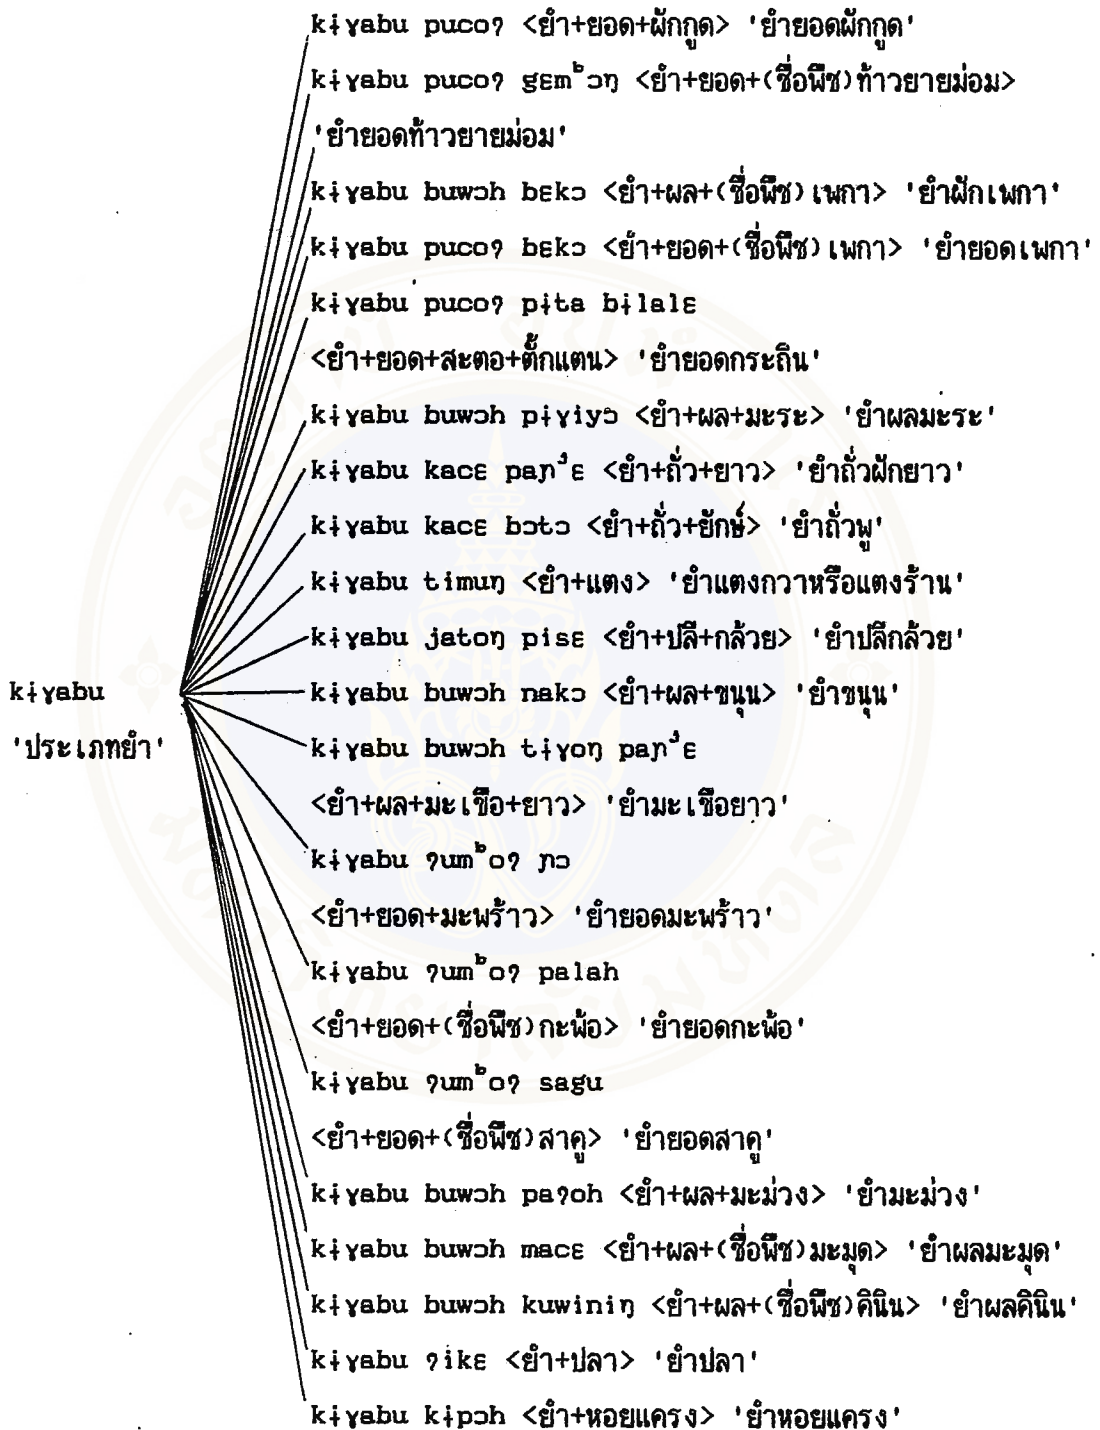 kɨɣabu pucoʔ <ยำ+ยอด+ผักกูด> 'ยำยอดผักกูด'
kɨɣabu pucoʔ gɛmᵇɔŋ <ยำ+ยอด+(ชื่อพืช)ท้าวยายม่อม>
'ยำยอดท้าวยายม่อม'
kɨɣabu buwɔh bɛkɔ <ยำ+ผล+(ชื่อพืช)เพกา> 'ยำฝักเพกา'
kɨɣabu pucoʔ bɛkɔ <ยำ+ยอด+(ชื่อพืช)เพกา> 'ยำยอดเพกา'
kɨɣabu pucoʔ pɨta bɨlalɛ
<ยำ+ยอด+สะตอ+ตั๊กแตน> 'ยำยอดกระถิน'
kɨɣabu buwɔh pɨɣiyɔ <ยำ+ผล+มะระ> 'ยำผลมะระ'
kɨɣabu kacɛ paɲᶾɛ <ยำ+ถั่ว+ยาว> 'ยำถั่วฝักยาว'
kɨɣabu kacɛ bɔtɔ <ยำ+ถั่ว+ยักษ์> 'ยำถั่วพู'
kɨɣabu timuŋ <ยำ+แตง> 'ยำแตงกวาหรือแตงร้าน'
kɨɣabu jatoŋ pisɛ <ยำ+ปลี+กล้วย> 'ยำปลีกล้วย'
kɨɣabu buwɔh nakɔ <ยำ+ผล+ขนุน> 'ยำขนุน'
kɨɣabu
'ประเภทยำ'
kɨɣabu buwɔh tɨɣoŋ paɲᶾɛ
<ยำ+ผล+มะเขือ+ยาว> 'ยำมะเขือยาว'
kɨɣabu ʔumᵇoʔ ɲɔ
<ยำ+ยอด+มะพร้าว> 'ยำยอดมะพร้าว'
kɨɣabu ʔumᵇoʔ palah
<ยำ+ยอด+(ชื่อพืช)กะพ้อ> 'ยำยอดกะพ้อ'
kɨɣabu ʔumᵇoʔ sagu
<ยำ+ยอด+(ชื่อพืช)สาคู> 'ยำยอดสาคู'
kɨɣabu buwɔh paʔoh <ยำ+ผล+มะม่วง> 'ยำมะม่วง'
kɨɣabu buwɔh macɛ <ยำ+ผล+(ชื่อพืช)มะมุด> 'ยำผลมะมุด'
kɨɣabu buwɔh kuwiniŋ <ยำ+ผล+(ชื่อพืช)คินิน> 'ยำผลคินิน'
kɨɣabu ʔikɛ <ยำ+ปลา> 'ยำปลา'
kɨɣabu kɨpɔh <ยำ+หอยแครง> 'ยำหอยแครง'